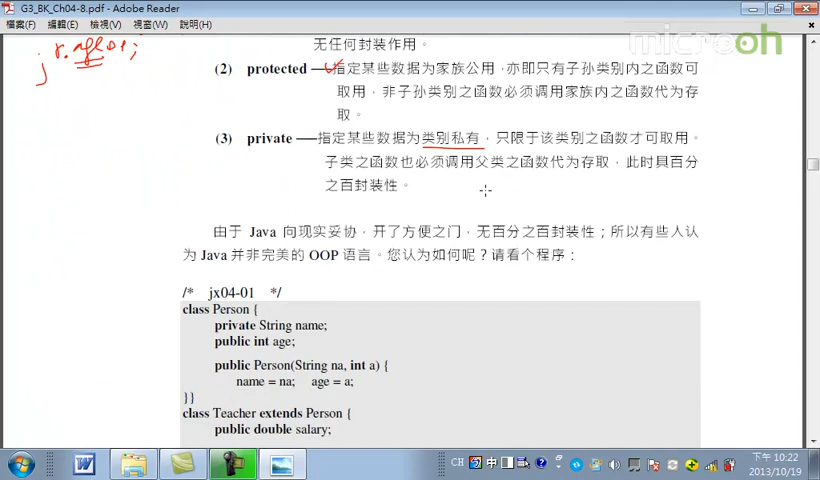 G3_BK_Ch04-8.pdf - Adobe Reader
檔案(F) 編輯(E) 檢視(V) 視窗(W) 說明(H)
microoh
无任何封装作用。
(2) protected —指定某些数据为家族公用，亦即只有子孙类别内之函数可
取用，非子孙类别之函数必须调用家族内之函数代为存
取。
(3) private —指定某些数据为类别私有，只限于该类别之函数才可取用。
子类之函数也必须调用父类之函数代为存取，此时具百分
之百封装性。
由于 Java 向现实妥协，开了方便之门，无百分之百封装性；所以有些人认
为 Java 并非完美的 OOP 语言。您认为如何呢？请看个程序：
/* jx04-01 */
class Person {
private String name;
public int age;
public Person(String na, int a) {
name = na; age = a;
}}
class Teacher extends Person {
public double salary;
CH 中
下午 10:22
2013/10/19